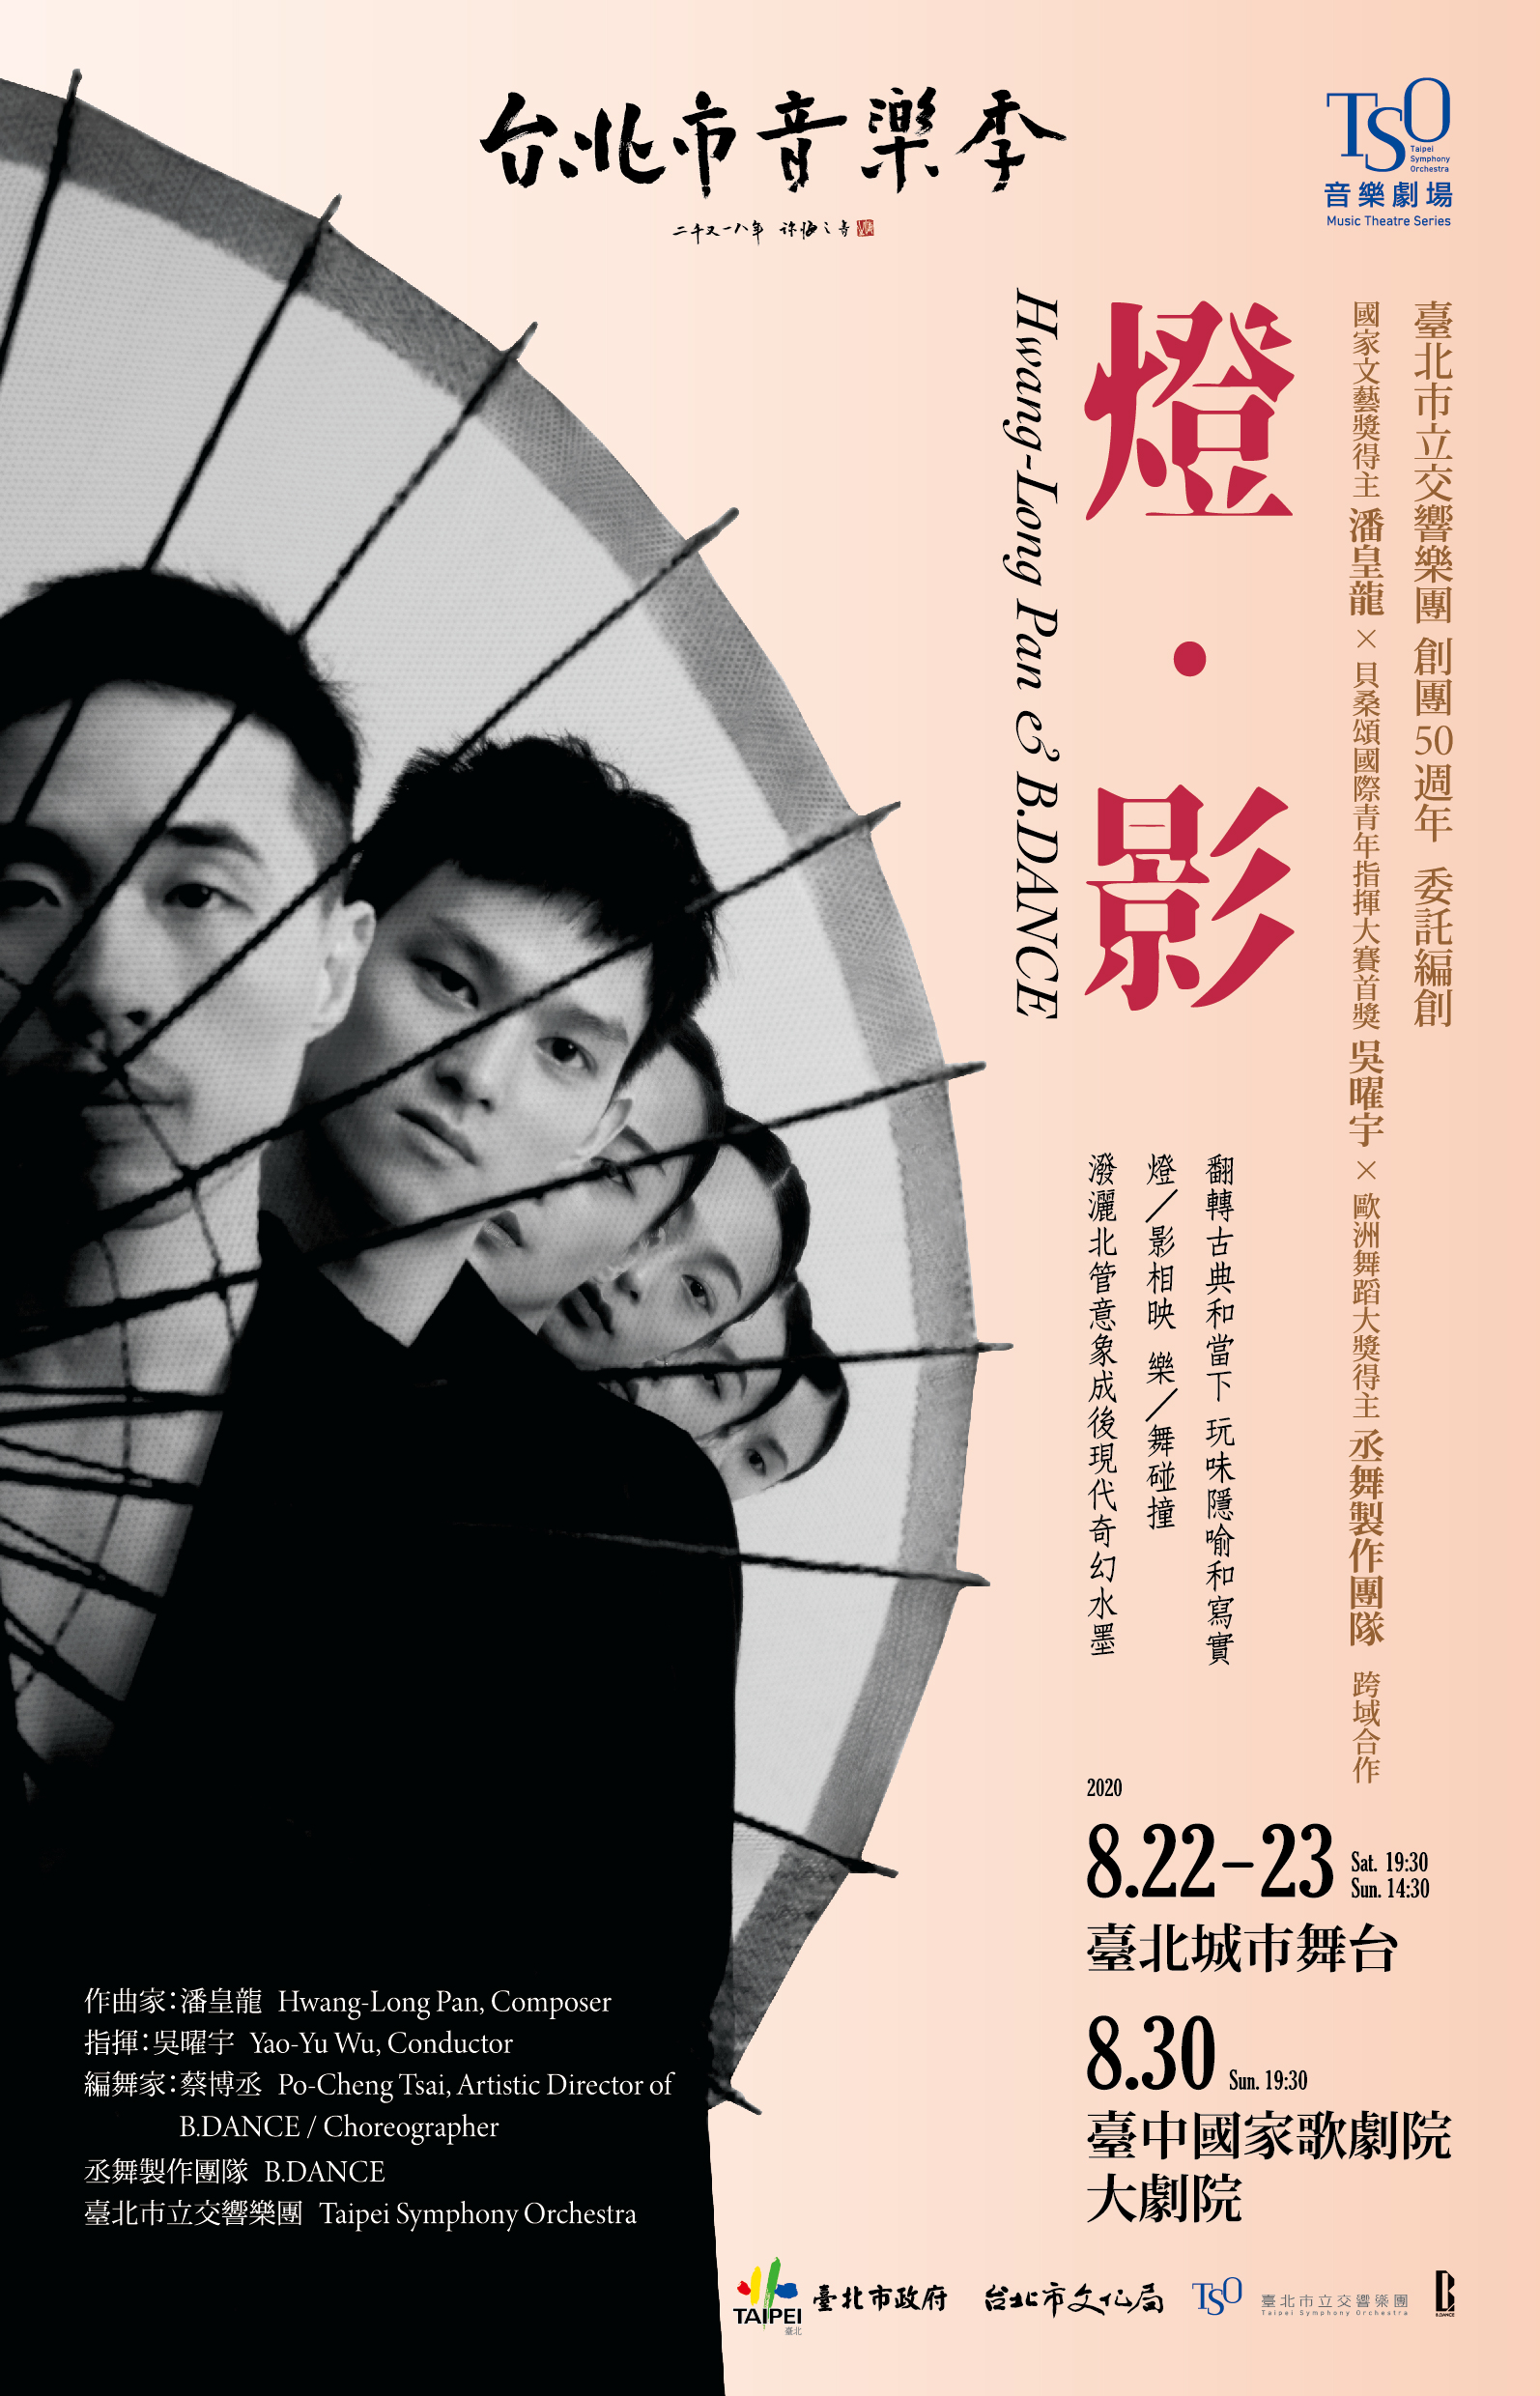 台北市音樂季
二千又一八年
TSO
Taipei
Symphony
Orchestra
音樂劇場
Music Theatre Series
臺北市立交響樂團 創團50週年 委託編創
國家文藝獎得主 潘皇龍 × 貝桑頌國際青年指揮大賽首獎 吳曜宇 × 歐洲舞蹈大獎得主 丞舞製作團隊 跨域合作
燈・影
Hwang-Long Pan & B.DANCE
翻轉古典和當下 玩味隱喻和寫實
燈／影相映 樂／舞碰撞
潑灑北管意象成後現代奇幻水墨
2020
8.22–23
Sat. 19:30
Sun. 14:30
臺北城市舞台
8.30 Sun. 19:30
臺中國家歌劇院
大劇院
作曲家：潘皇龍 Hwang-Long Pan, Composer
指揮：吳曜宇 Yao-Yu Wu, Conductor
編舞家：蔡博丞 Po-Cheng Tsai, Artistic Director of
B.DANCE / Choreographer
丞舞製作團隊 B.DANCE
臺北市立交響樂團 Taipei Symphony Orchestra
TAIPEI
臺北
臺北市政府
台北市文化局
TSO
臺北市立交響樂團
Taipei Symphony Orchestra
B.DANCE